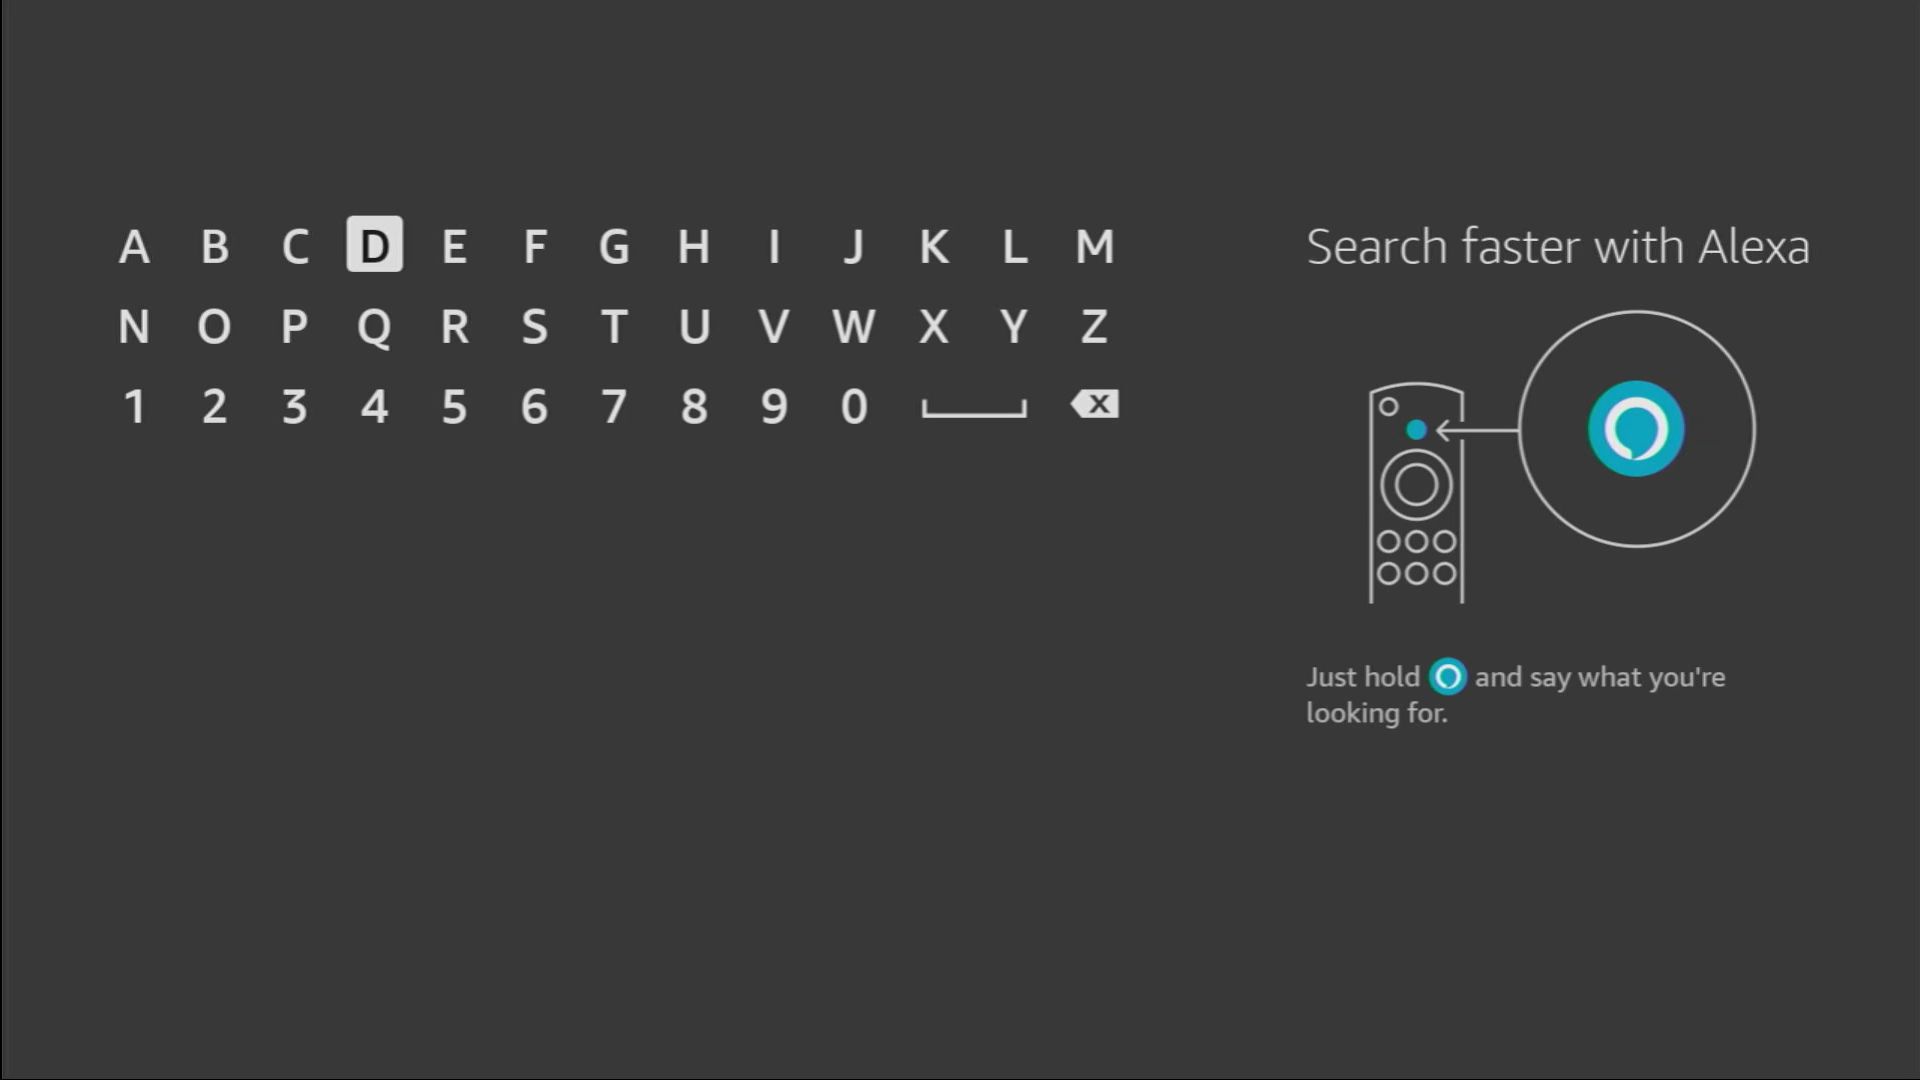 A B C D E F G H I J K L M
N O P Q R S T U V W X Y Z
1 2 3 4 5 6 7 8 9 0
Search faster with Alexa
Just hold and say what you're
looking for.